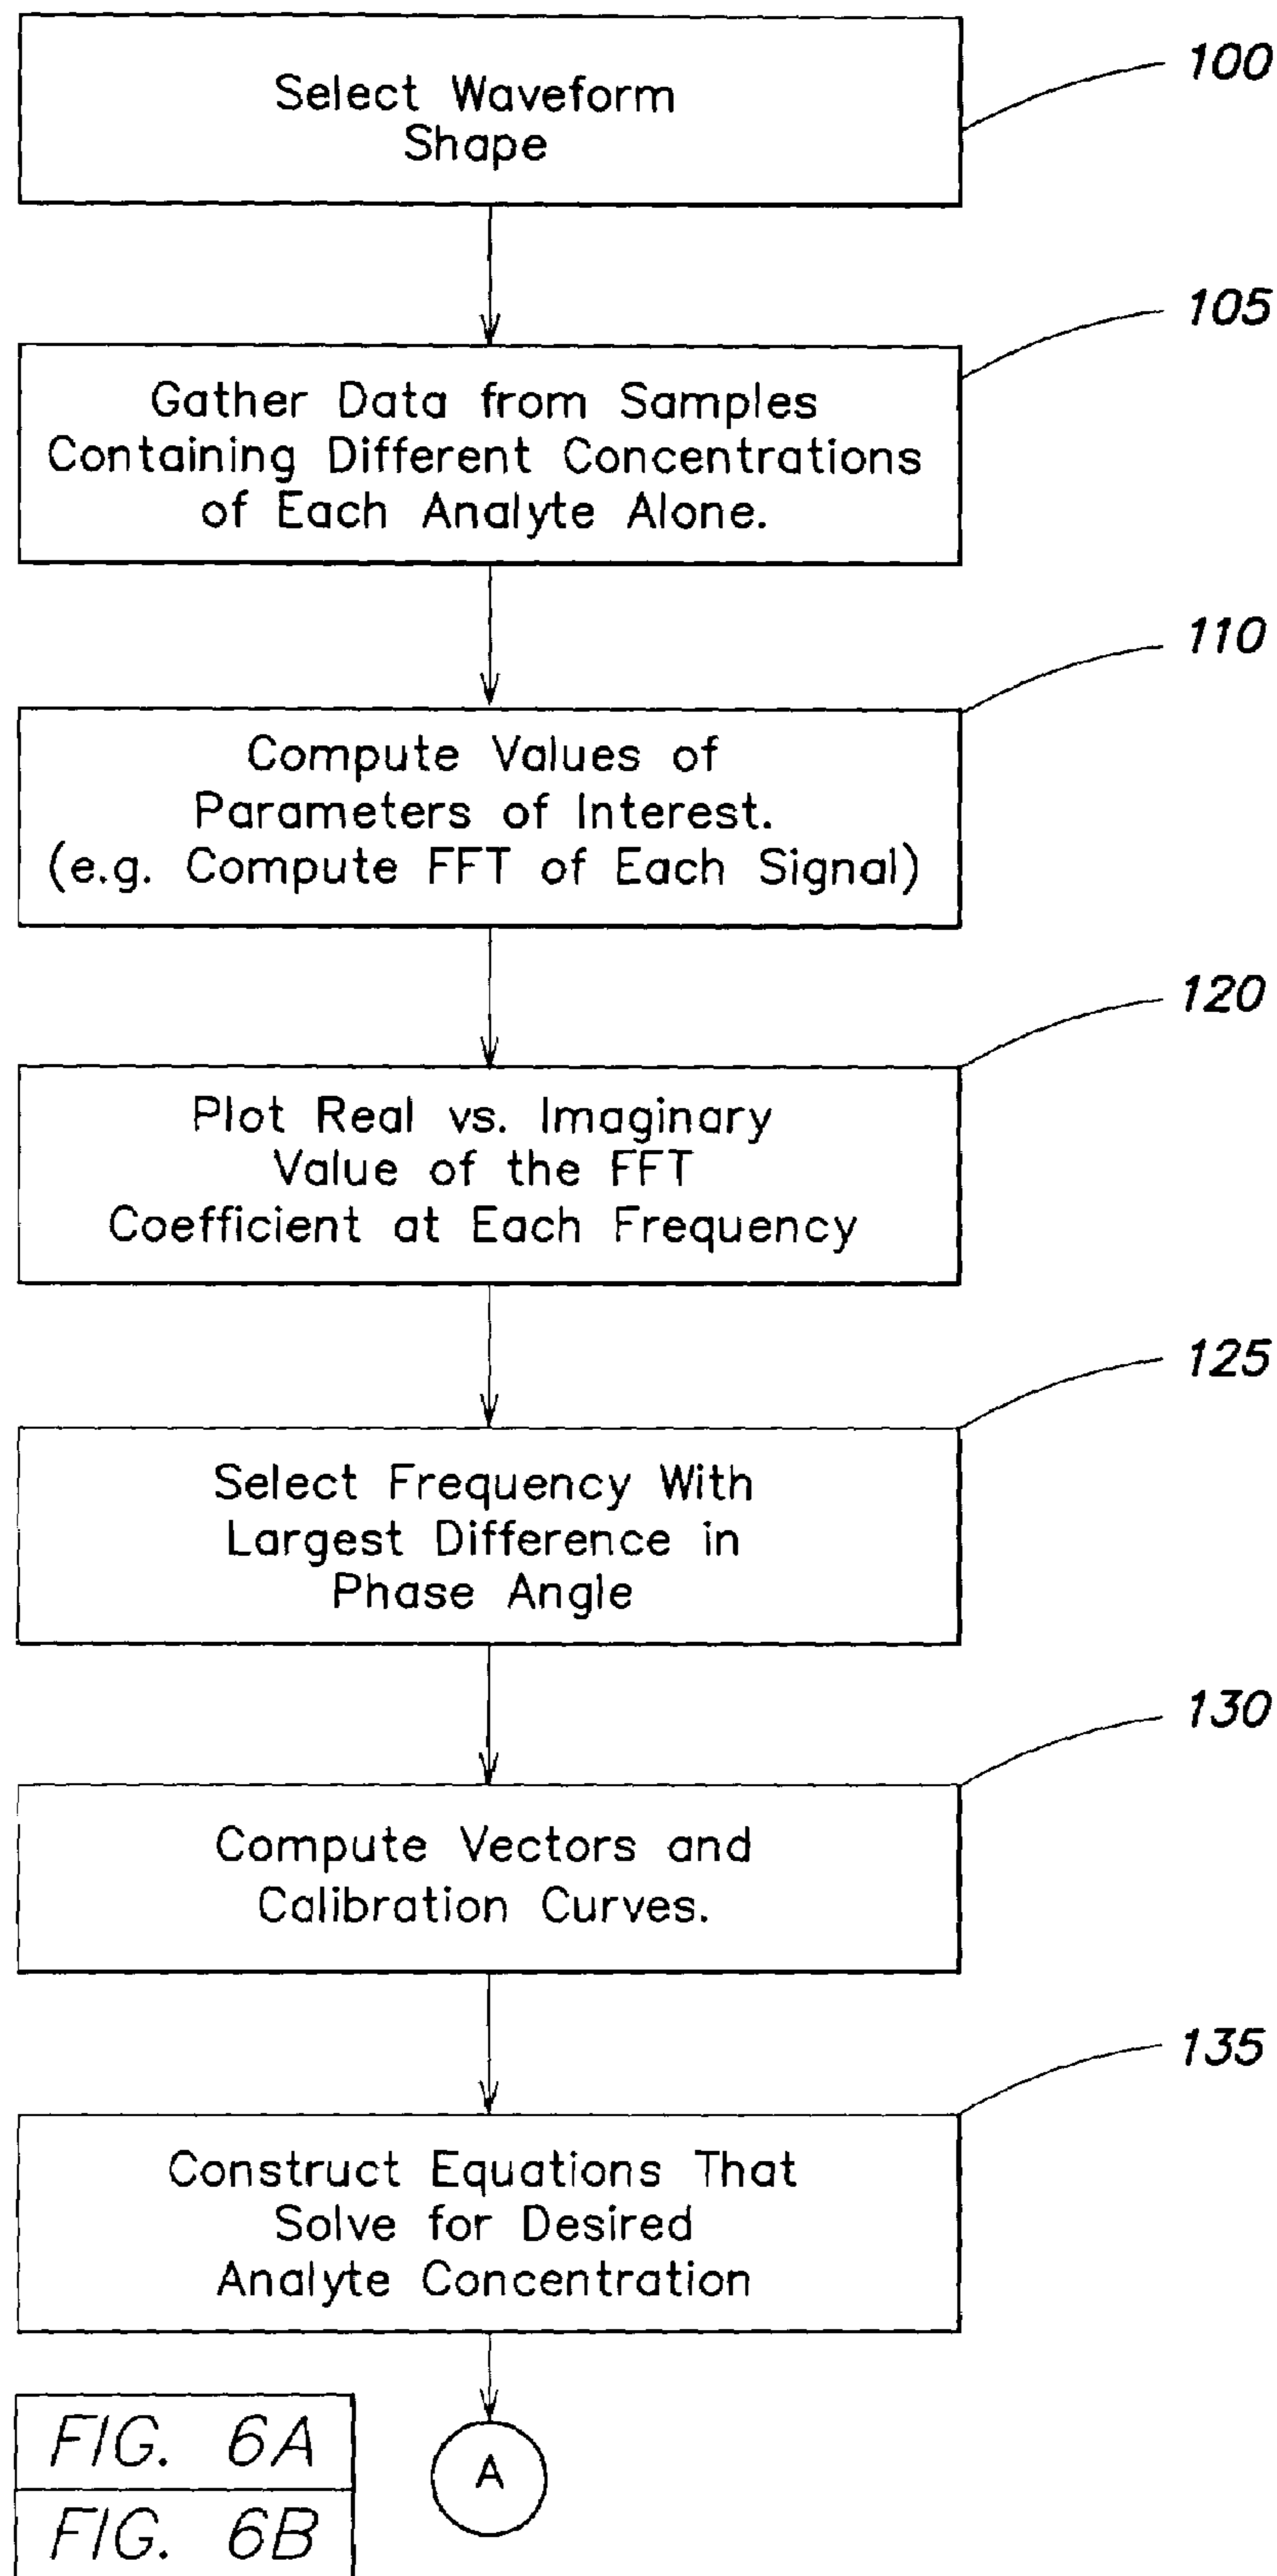 Select Waveform
Shape
100
Gather Data from Samples
Containing Different Concentrations
of Each Analyte Alone.
105
Compute Values of
Parameters of Interest.
(e.g. Compute FFT of Each Signal)
110
Plot Real vs. Imaginary
Value of the FFT
Coefficient at Each Frequency
120
Select Frequency With
Largest Difference in
Phase Angle
125
Compute Vectors and
Calibration Curves.
130
Construct Equations That
Solve for Desired
Analyte Concentration
135
A
FIG. 6A
FIG. 6B